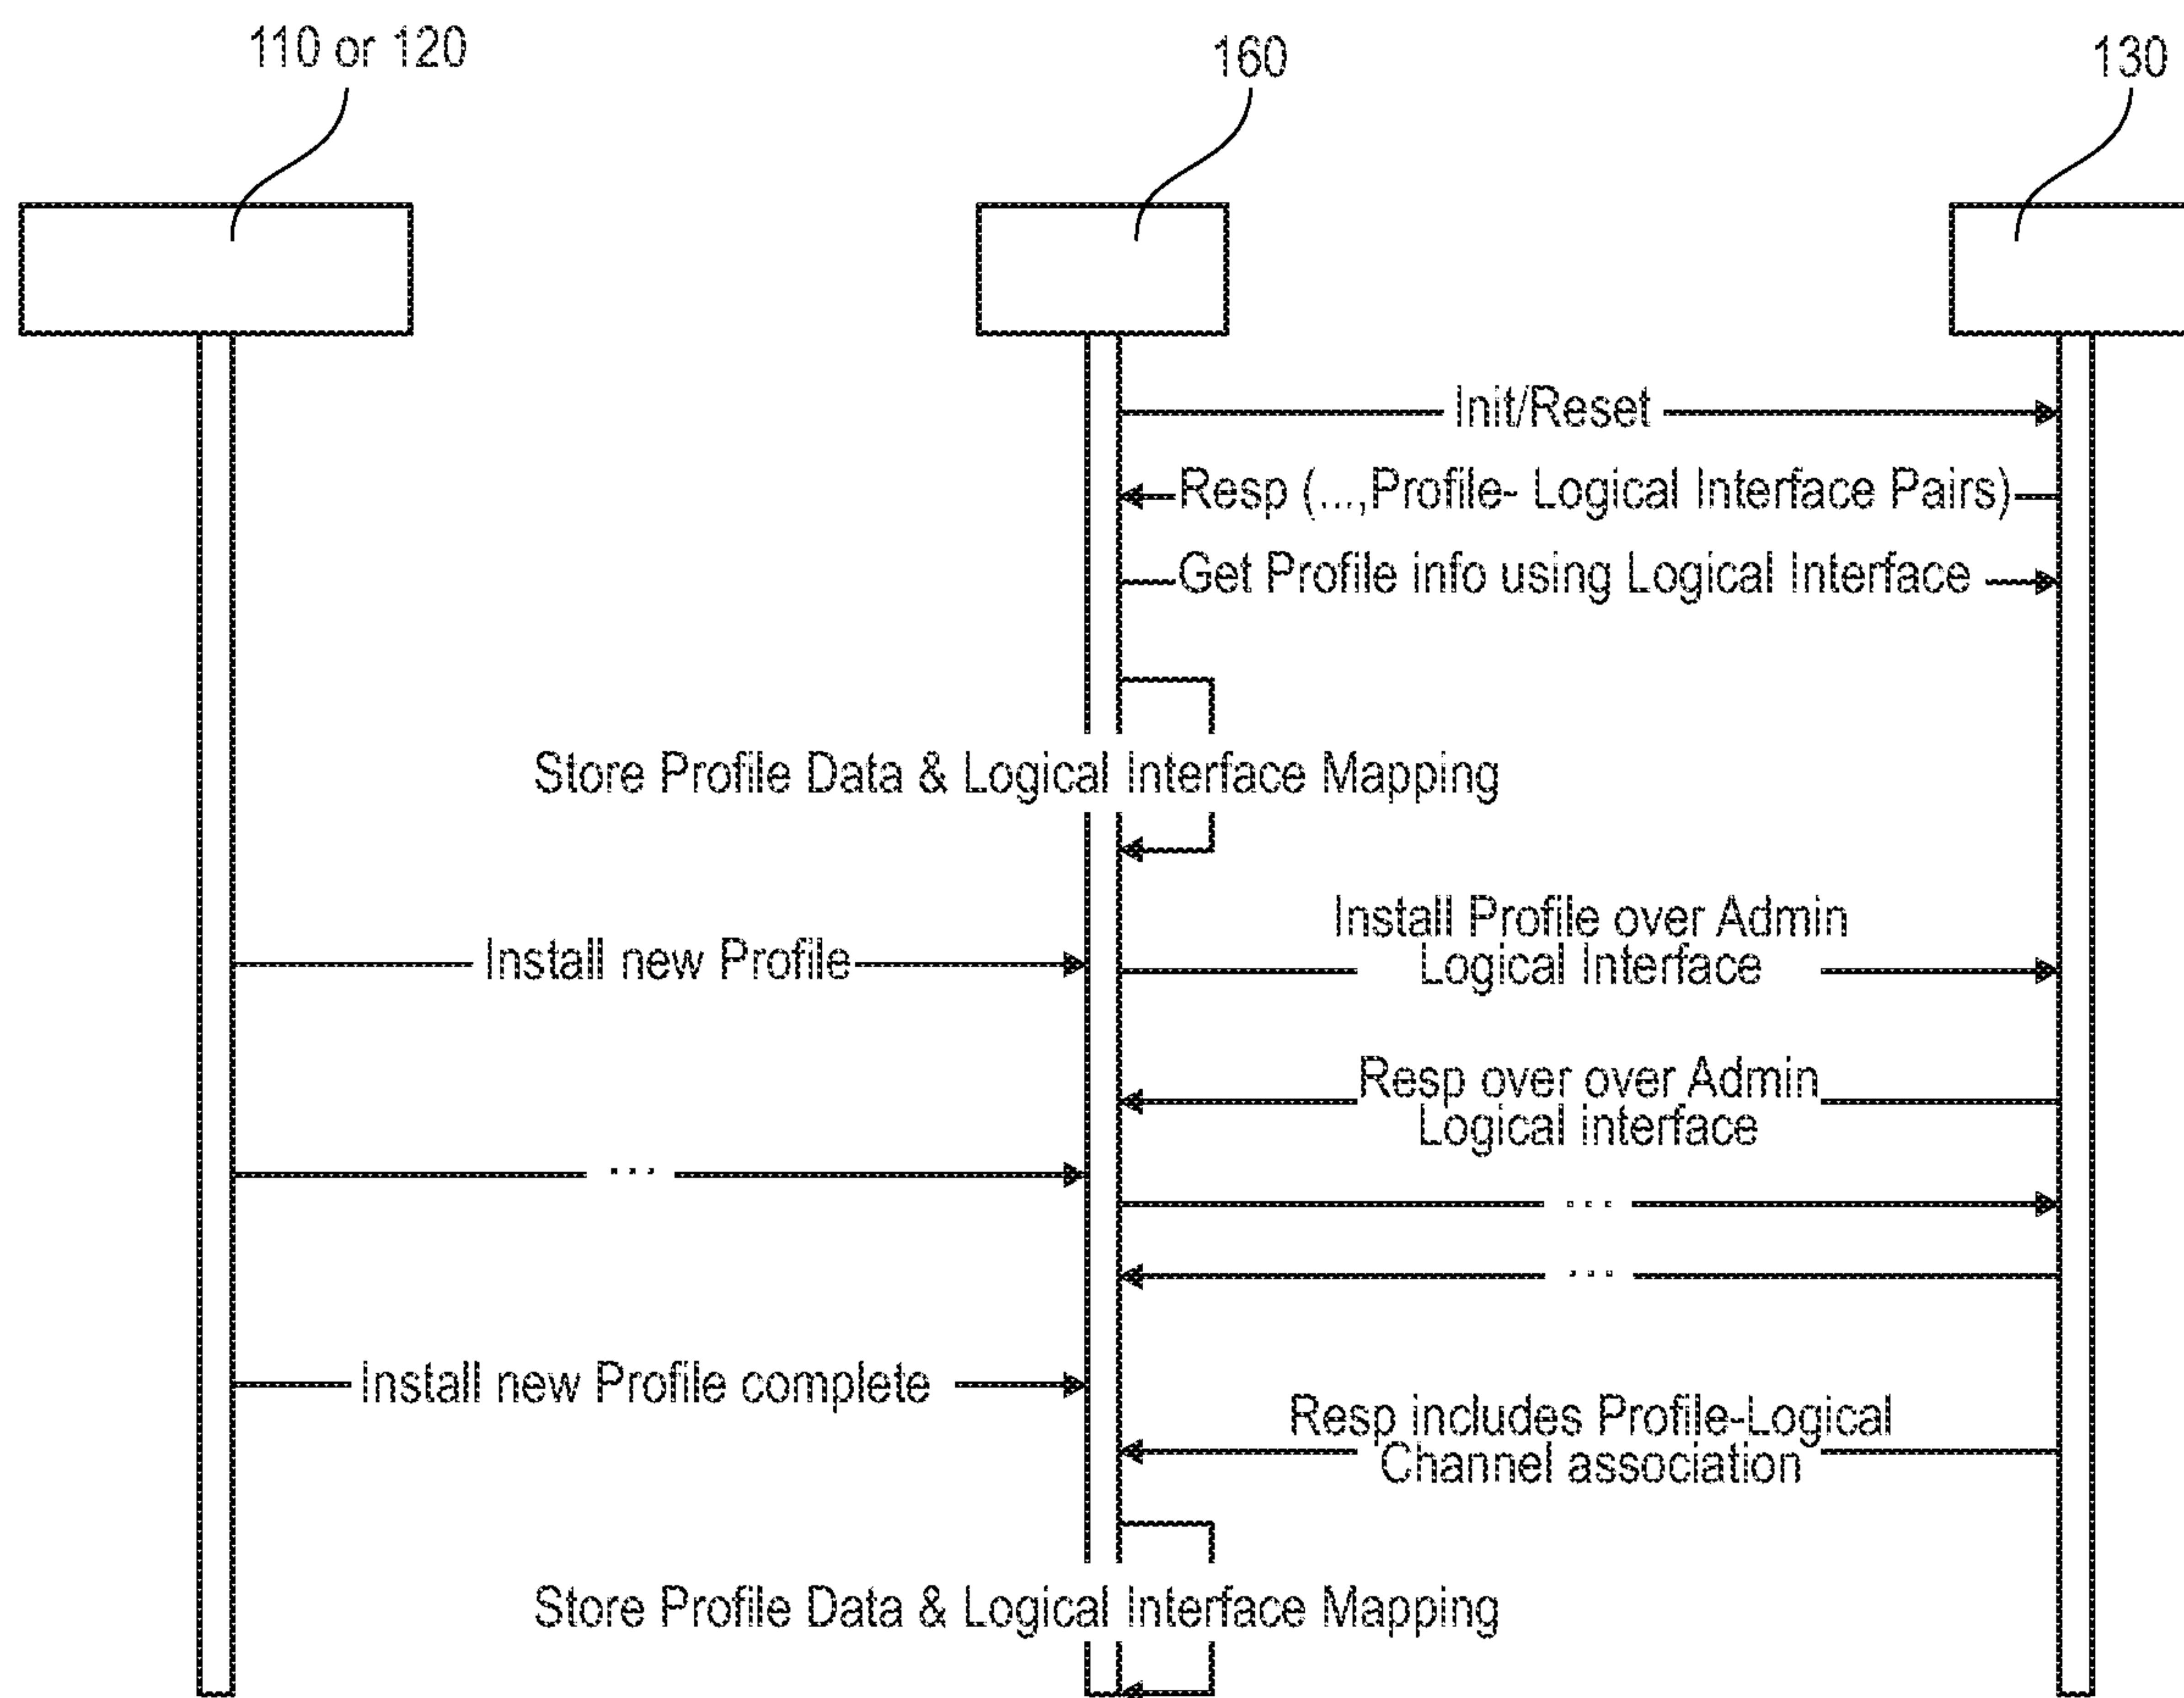 110 or 120
160
130
Init/Reset
Resp (...,Profile- Logical Interface Pairs)
Get Profile info using Logical Interface
Store Profile Data & Logical Interface Mapping
Install new Profile
Install Profile over Admin
Logical Interface
Resp over over Admin
Logical interface
...
...
...
Install new Profile complete
Resp includes Profile-Logical
Channel association
Store Profile Data & Logical Interface Mapping